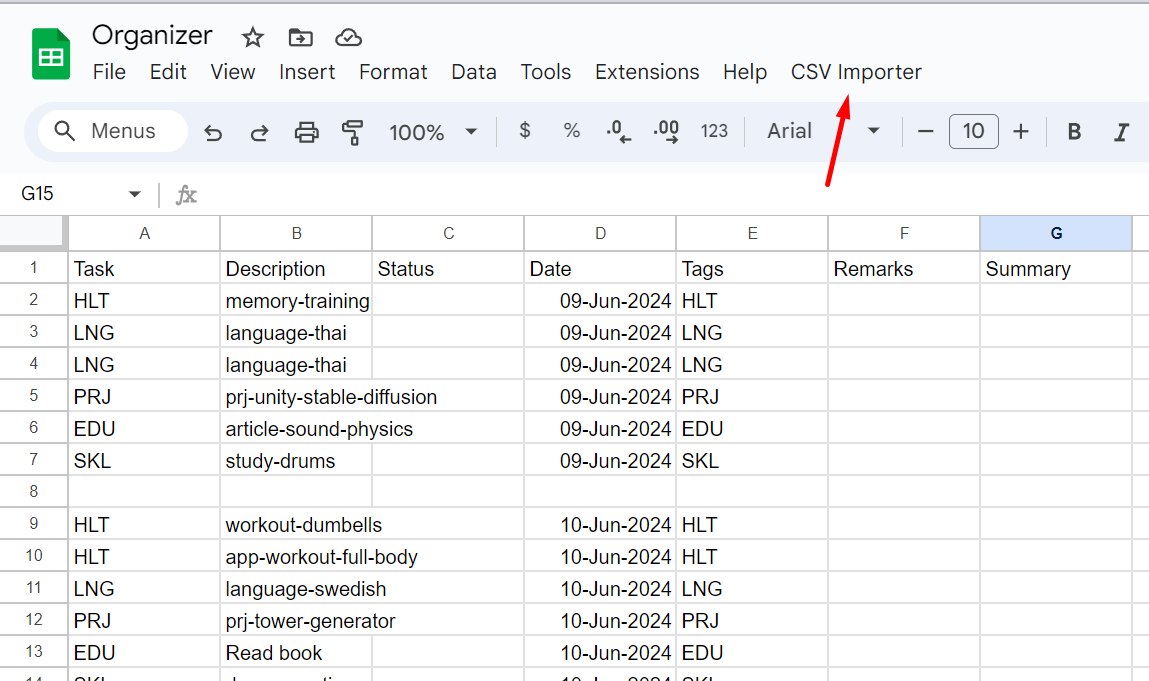 Organizer
File Edit View Insert Format Data Tools Extensions Help CSV Importer
Menus 100% $ % .0 .00 123 Arial 10 B I
G15 fx
A B C D E F G
1 Task Description Status Date Tags Remarks Summary
2 HLT memory-training 09-Jun-2024 HLT
3 LNG language-thai 09-Jun-2024 LNG
4 LNG language-thai 09-Jun-2024 LNG
5 PRJ prj-unity-stable-diffusion 09-Jun-2024 PRJ
6 EDU article-sound-physics 09-Jun-2024 EDU
7 SKL study-drums 09-Jun-2024 SKL
8
9 HLT workout-dumbells 10-Jun-2024 HLT
10 HLT app-workout-full-body 10-Jun-2024 HLT
11 LNG language-swedish 10-Jun-2024 LNG
12 PRJ prj-tower-generator 10-Jun-2024 PRJ
13 EDU Read book 10-Jun-2024 EDU
14 SKL 10-Jun-2024 SKL